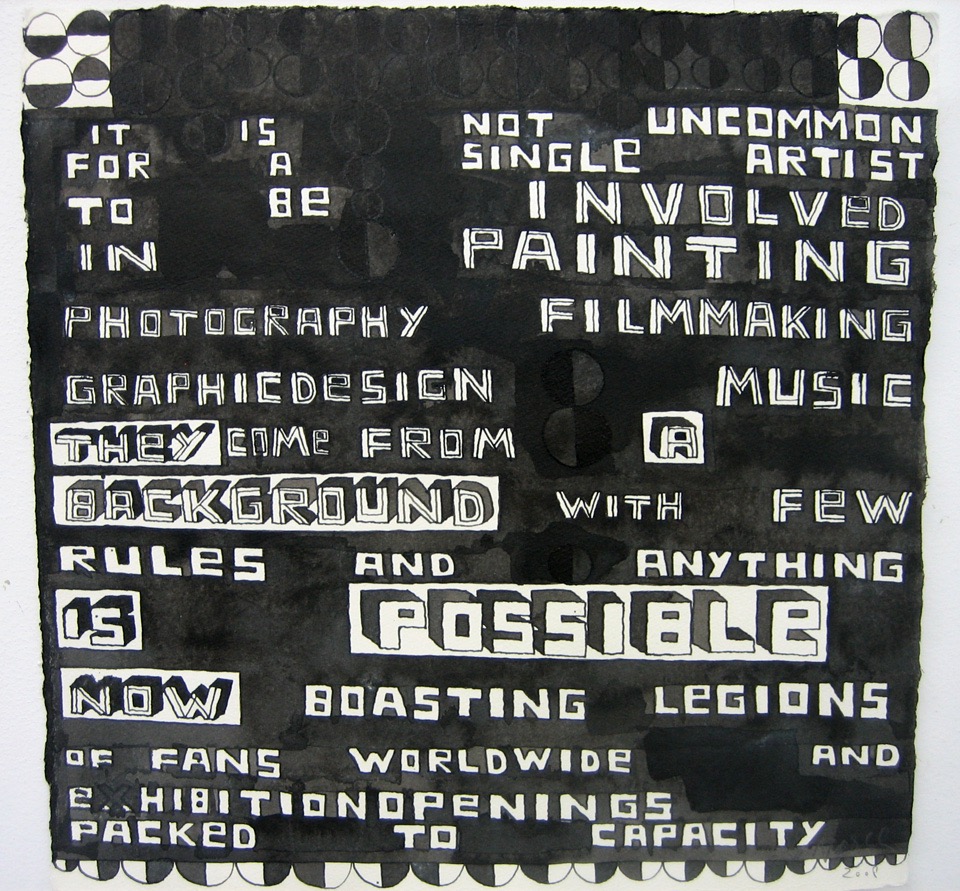 IT IS NOT UNCOMMON
FOR A SINGLe ARTIST
TO Be INVOLVeD
IN PAINTING
PHOTOGRAPHY FILMMAKING
GRAPHICDeSIGN MUSIC
THEY COMe FROM A
BACKGROUND WITH FeW
RULeS AND ANYTHING
IS POSSIBLe
NOW BOASTING LeGIONS
OF FANS WORLDWIDe AND
eXHIBITIONOPeNINGS
PACKeD TO CAPACITY